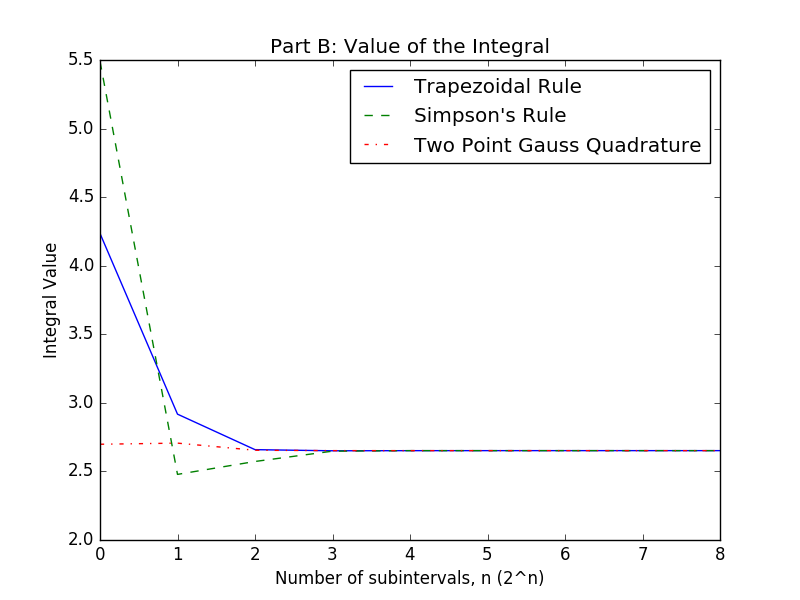 Part B: Value of the Integral
Trapezoidal Rule
Simpson's Rule
Two Point Gauss Quadrature
Integral Value
5.5
5.0
4.5
4.0
3.5
3.0
2.5
2.0
0 1 2 3 4 5 6 7 8
Number of subintervals, n (2^n)